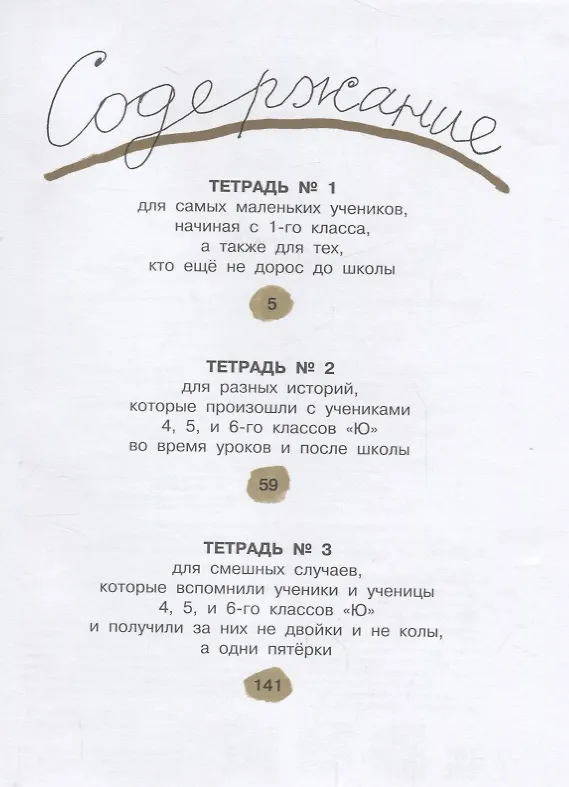 Содержание
ТЕТРАДЬ № 1
для самых маленьких учеников,
начиная с 1-го класса,
а также для тех,
кто ещё не дорос до школы
5
ТЕТРАДЬ № 2
для разных историй,
которые произошли с учениками
4, 5, и 6-го классов «Ю»
во время уроков и после школы
59
ТЕТРАДЬ № 3
для смешных случаев,
которые вспомнили ученики и ученицы
4, 5, и 6-го классов «Ю»
и получили за них не двойки и не колы,
а одни пятёрки
141